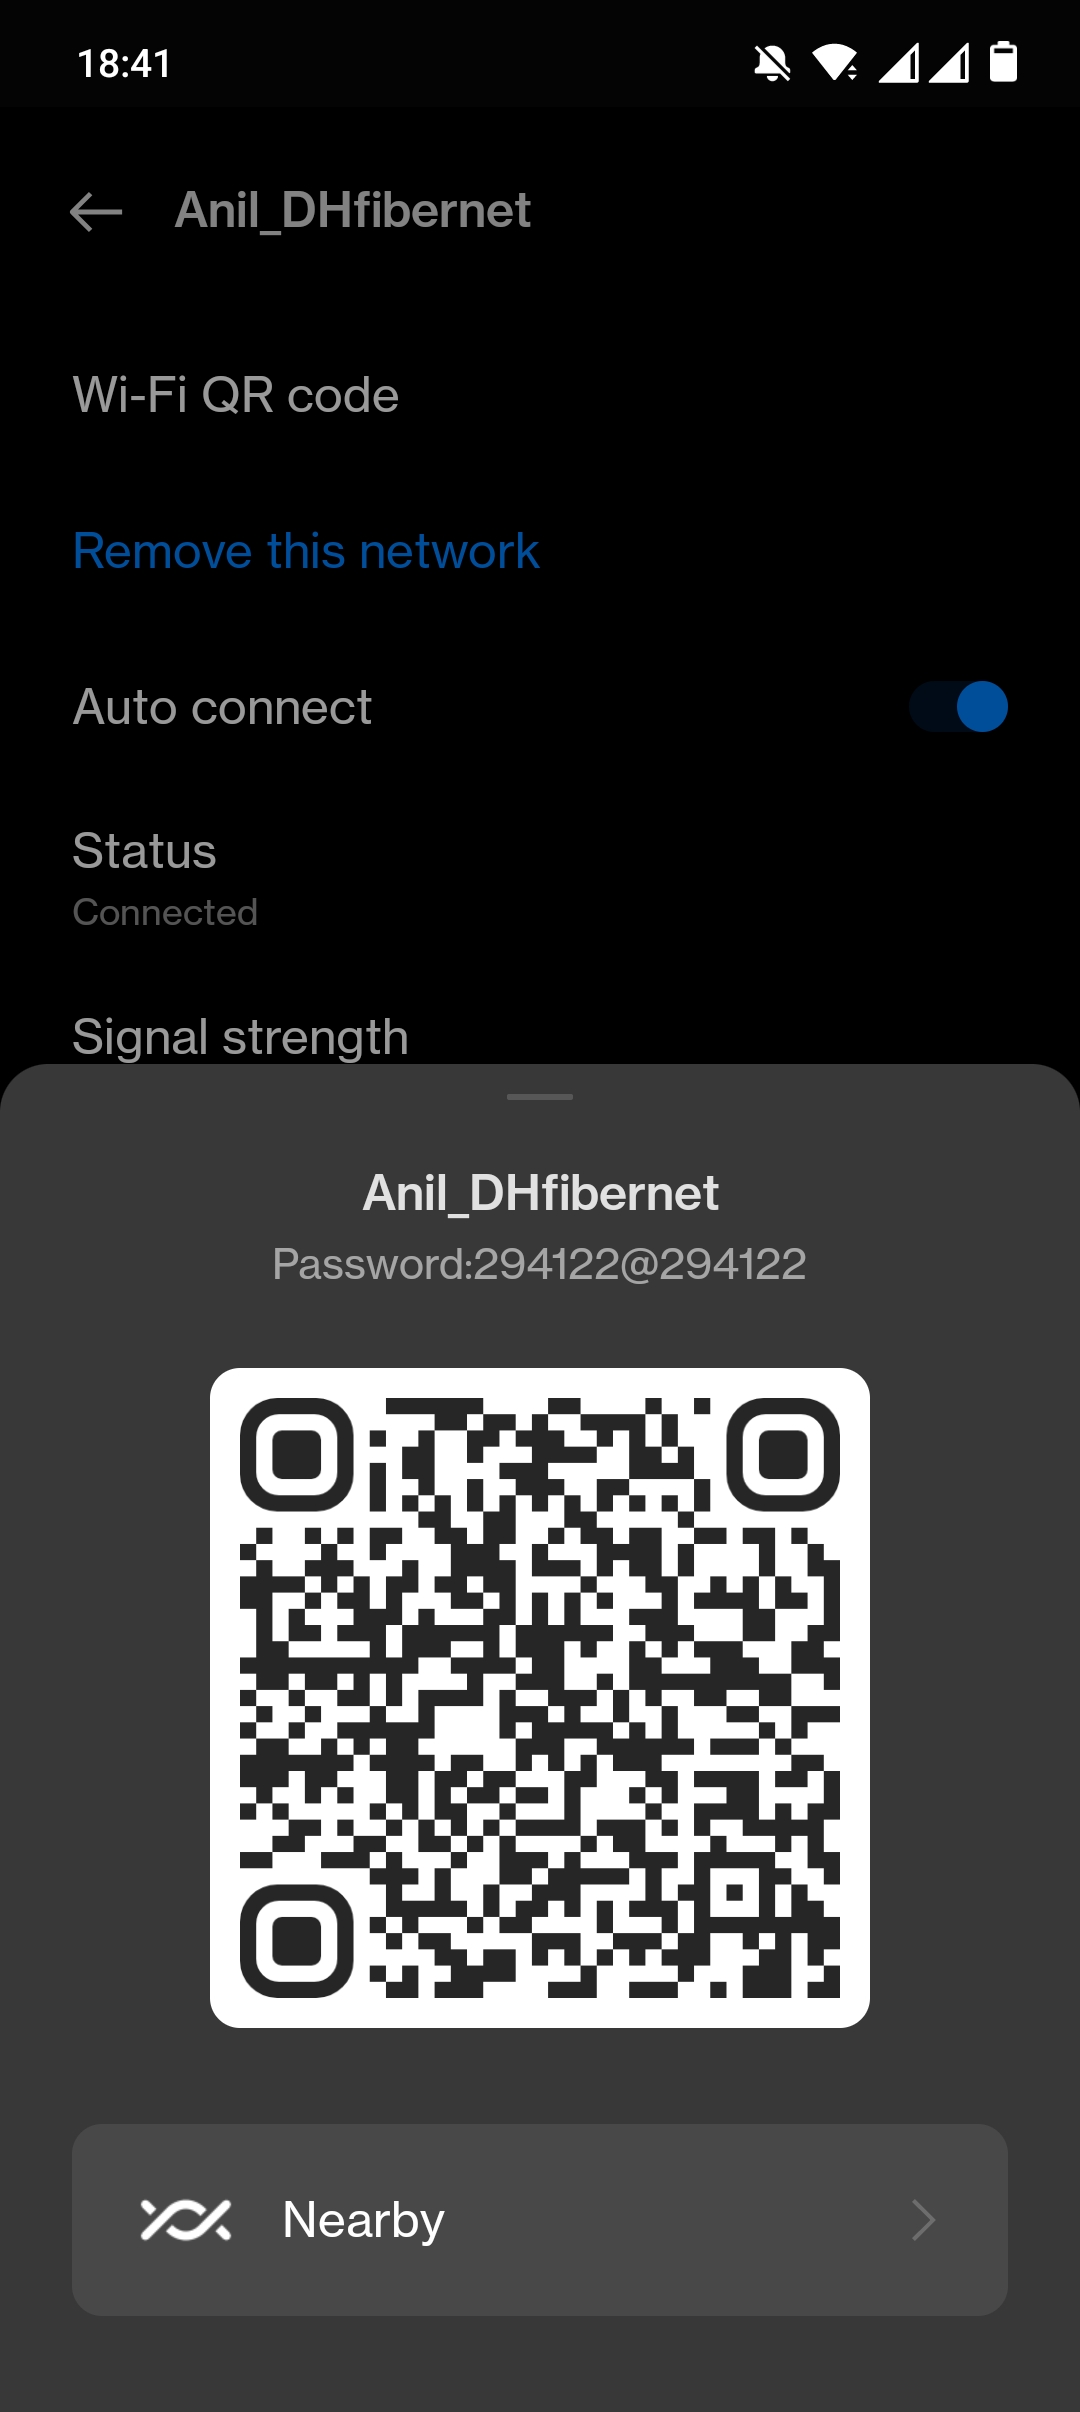 18:41
Anil_DHfibernet
Wi-Fi QR code
Remove this network
Auto connect
Status
Connected
Signal strength
Anil_DHfibernet
Password:294122@294122
Nearby